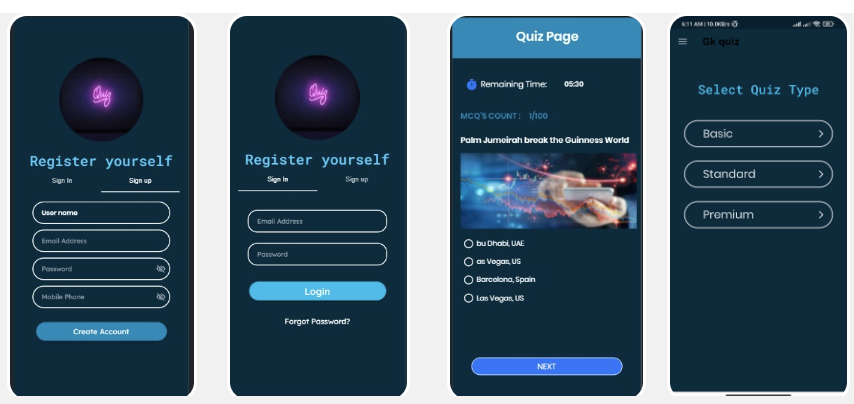 Quiz
Register yourself
Sign In
Sign up
User name
Email Address
Password
Mobile Phone
Create Account
Quiz
Register yourself
Sign In
Sign up
Email Address
Password
Login
Forgot Password?
Quiz Page
Remaining Time:
05:30
MCQ'S COUNT : 1/100
Palm Jumeirah break the Guinness World
bu Dhabi, UAE
as Vegas, US
Barcelona, Spain
Las Vegas, US
NEXT
6:11 AM | 10.0KB/s
Gk quiz
Select Quiz Type
Basic
Standard
Premium